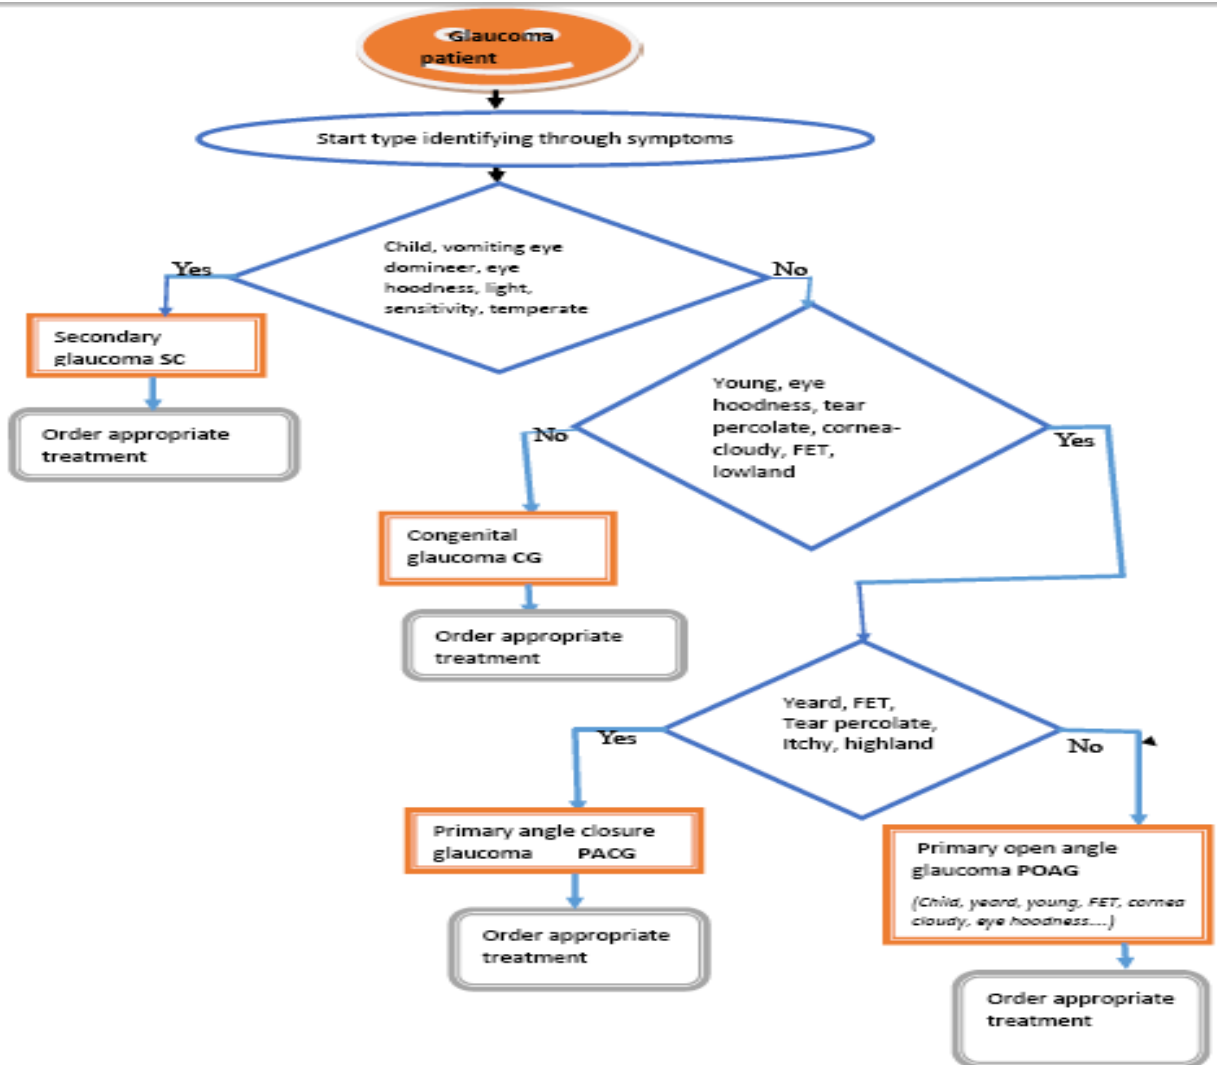 Glaucoma
patient
Start type identifying through symptoms
Child, vomiting eye
domineer, eye
hoodness, light,
sensitivity, temperate
Yes
No
Secondary
glaucoma SC
Order appropriate
treatment
Young, eye
hoodness, tear
percolate, cornea-
cloudy, FET,
lowland
No
Yes
Congenital
glaucoma CG
Order appropriate
treatment
Yeard, FET,
Tear percolate,
Itchy, highland
Yes
No
Primary angle closure
glaucoma PACG
Order appropriate
treatment
Primary open angle
glaucoma POAG
(Child, yeard, young, FET, cornea
cloudy, eye hoodness....)
Order appropriate
treatment